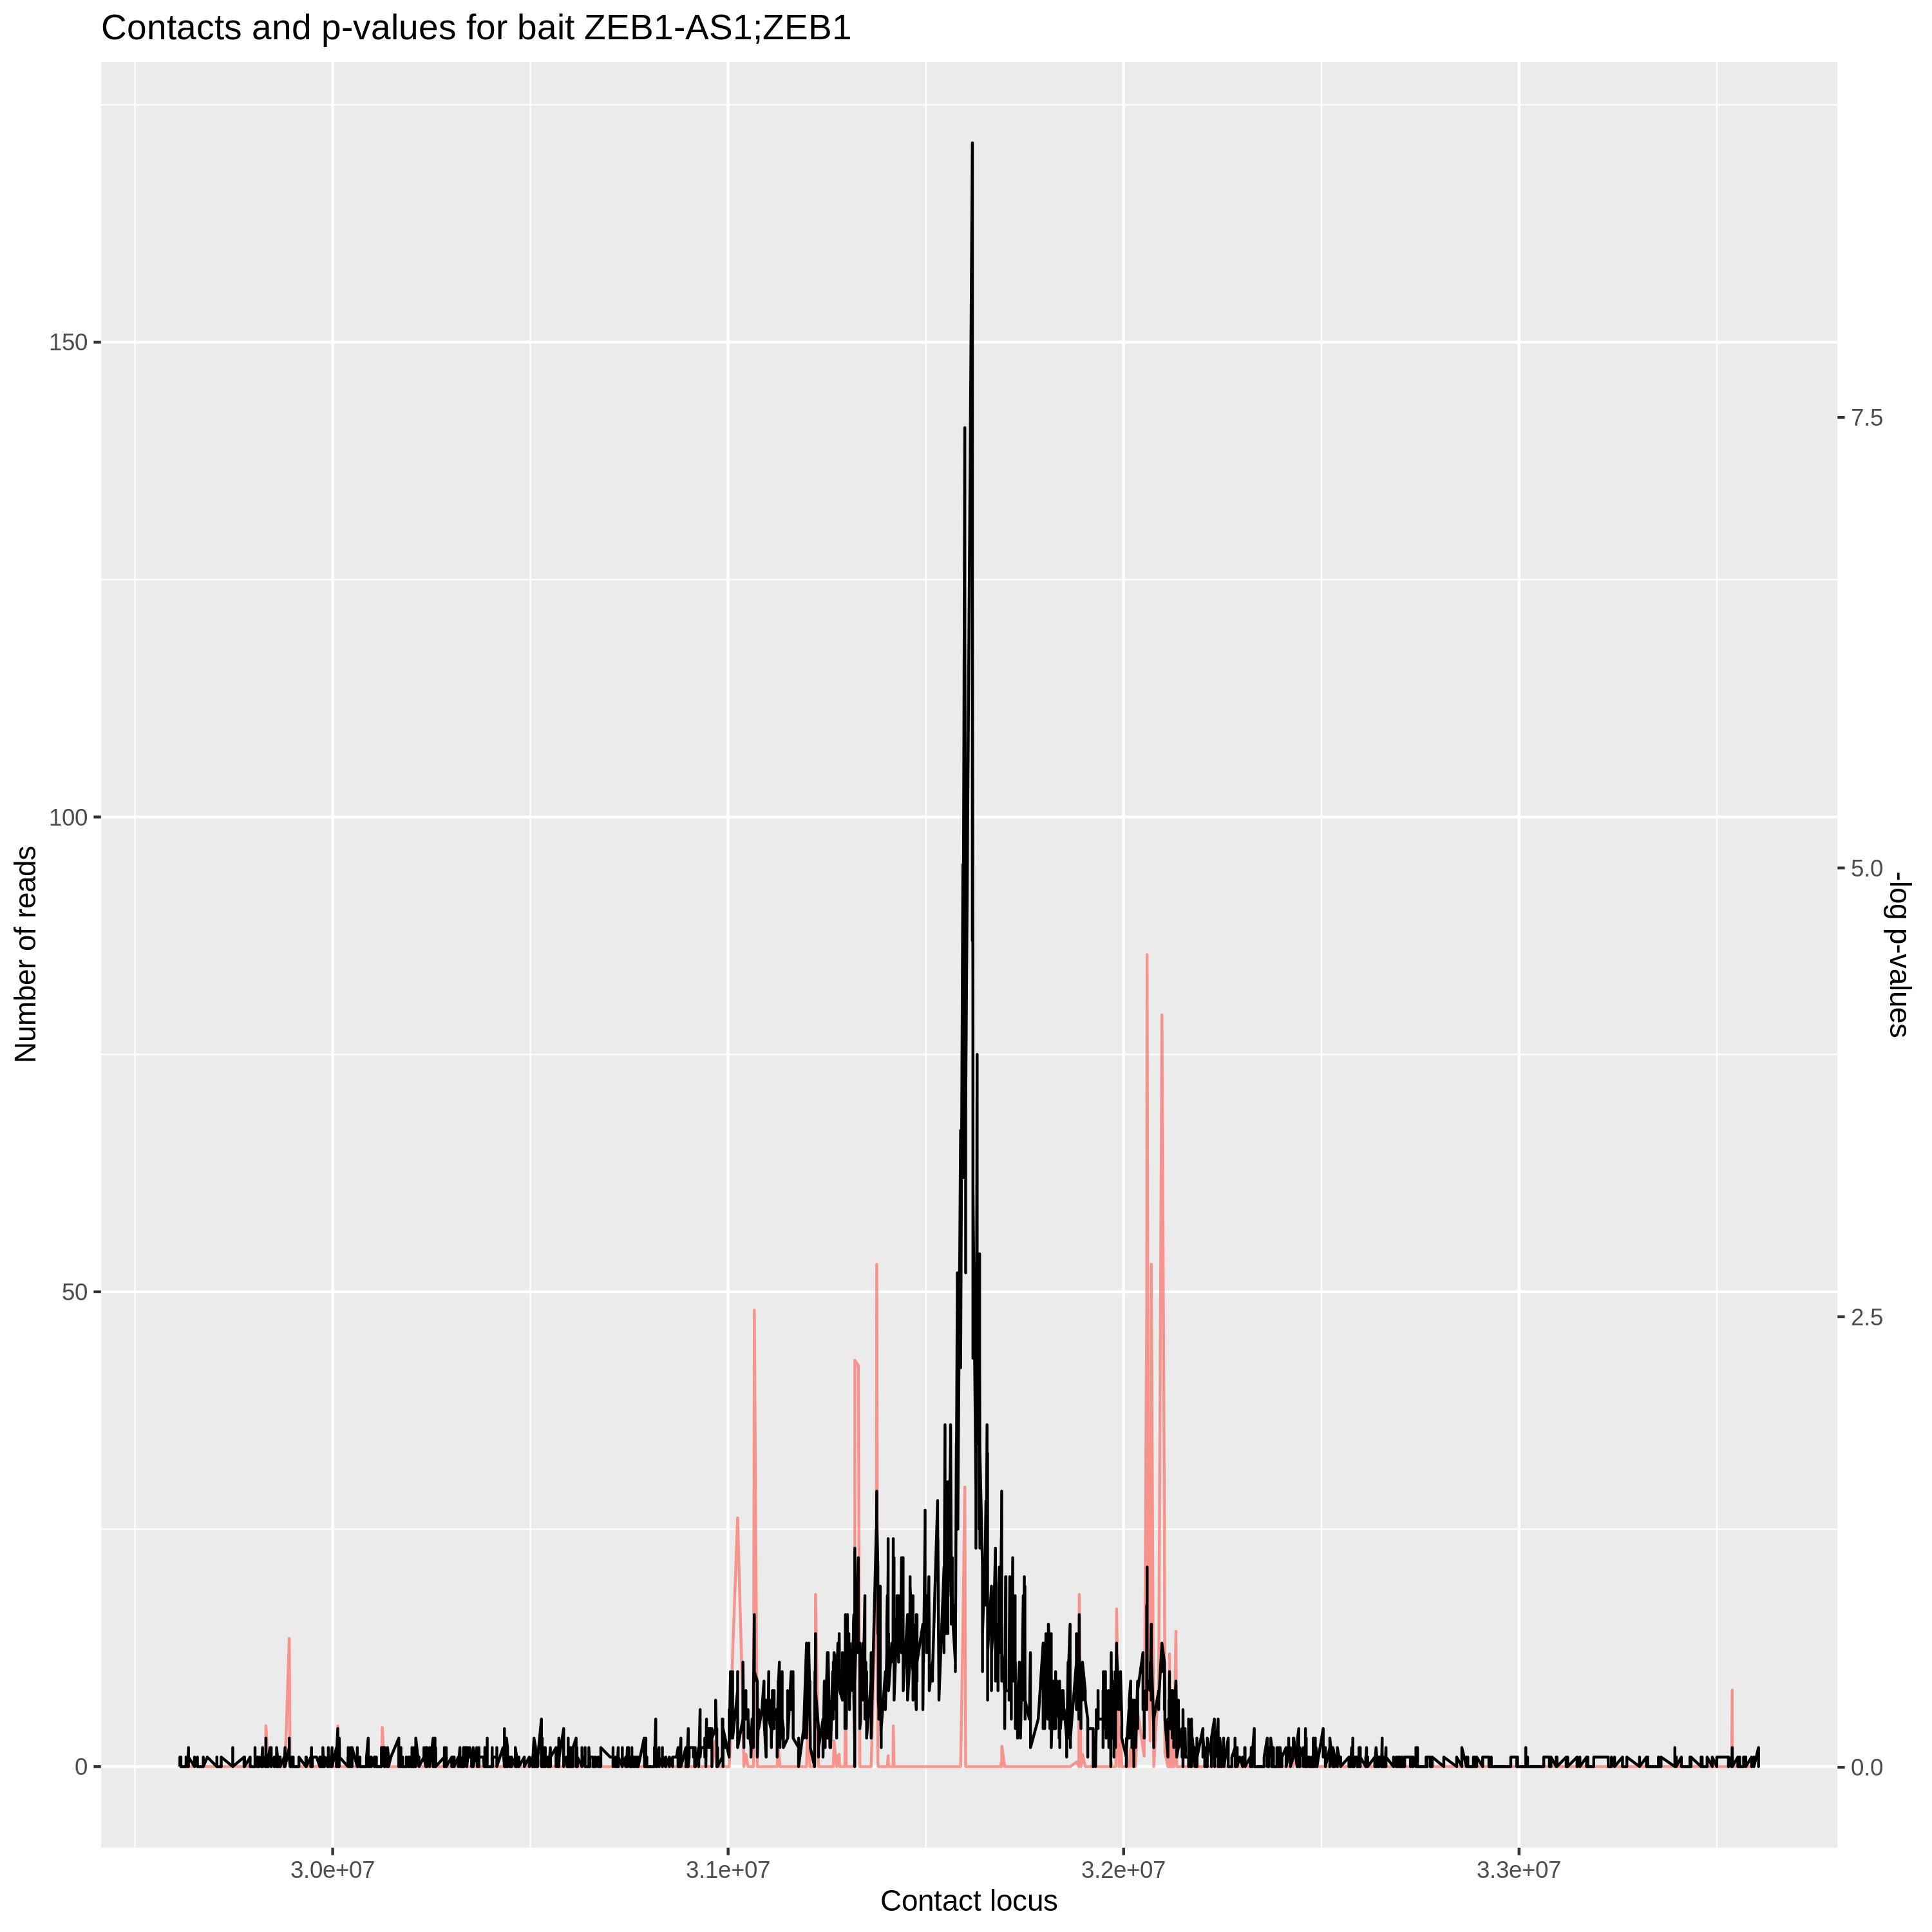 Contacts and p-values for bait ZEB1-AS1;ZEB1
Number of reads
150
100
50
0
7.5
5.0
2.5
0.0
-log p-values
3.0e+07
3.1e+07
3.2e+07
3.3e+07
Contact locus